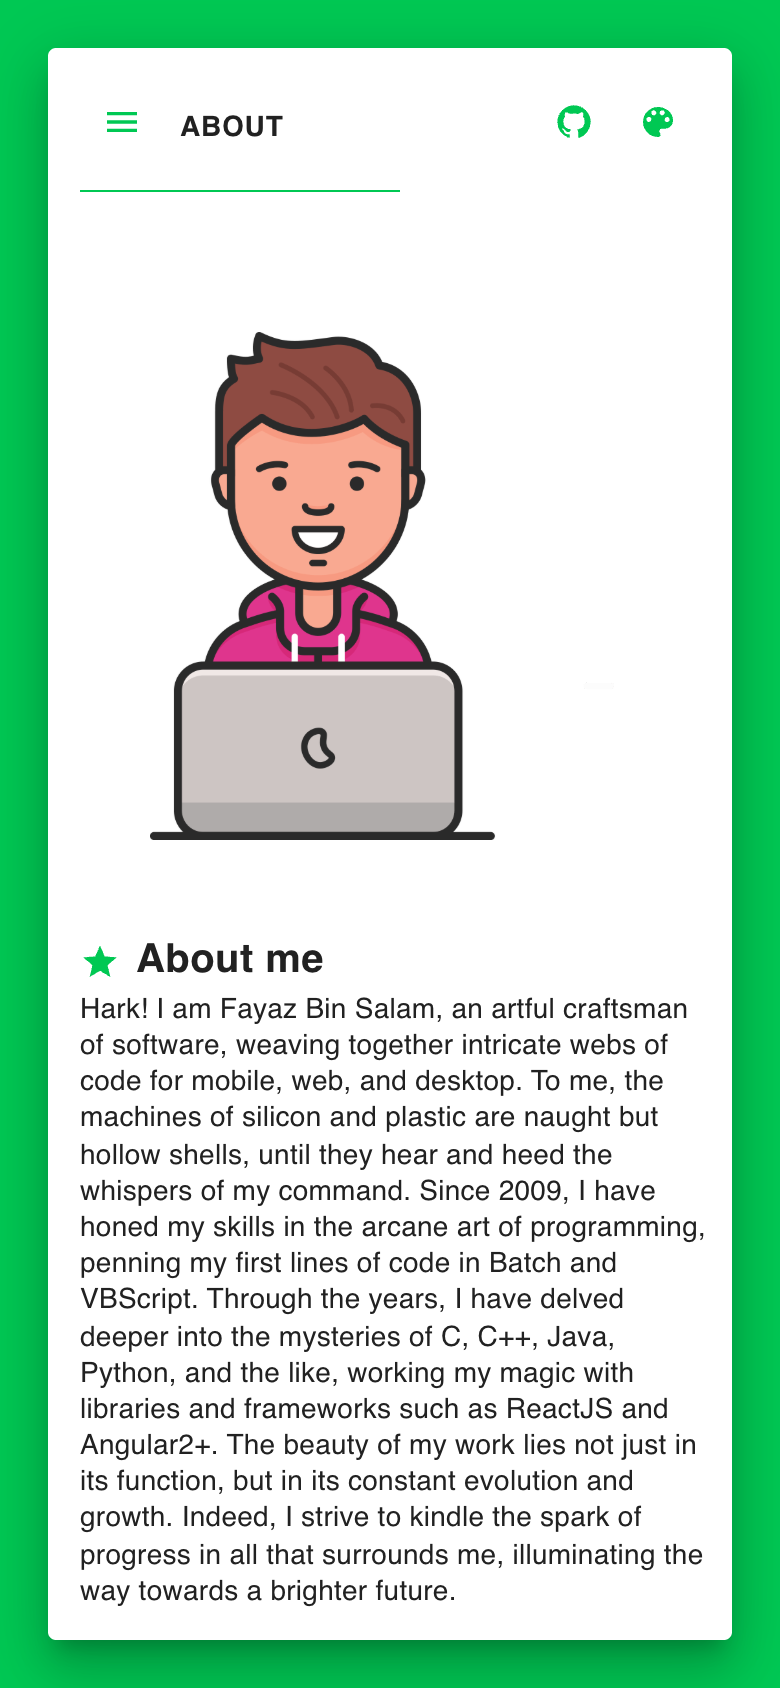 ABOUT
About me
Hark! I am Fayaz Bin Salam, an artful craftsman
of software, weaving together intricate webs of
code for mobile, web, and desktop. To me, the
machines of silicon and plastic are naught but
hollow shells, until they hear and heed the
whispers of my command. Since 2009, I have
honed my skills in the arcane art of programming,
penning my first lines of code in Batch and
VBScript. Through the years, I have delved
deeper into the mysteries of C, C++, Java,
Python, and the like, working my magic with
libraries and frameworks such as ReactJS and
Angular2+. The beauty of my work lies not just in
its function, but in its constant evolution and
growth. Indeed, I strive to kindle the spark of
progress in all that surrounds me, illuminating the
way towards a brighter future.